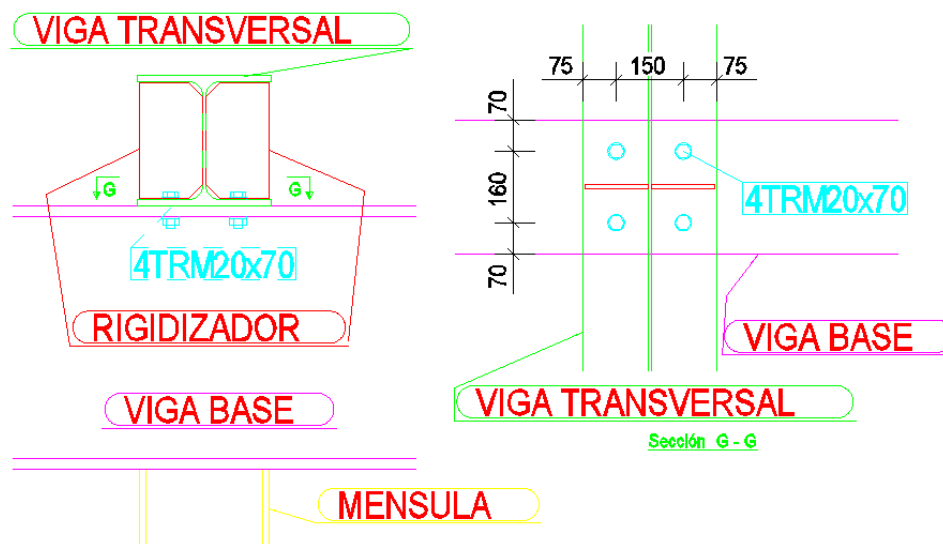 VIGA TRANSVERSAL
G
G
4TRM20x70
RIGIDIZADOR
VIGA BASE
MENSULA
75
150
75
70
160
70
4TRM20x70
VIGA BASE
VIGA TRANSVERSAL
Sección G - G